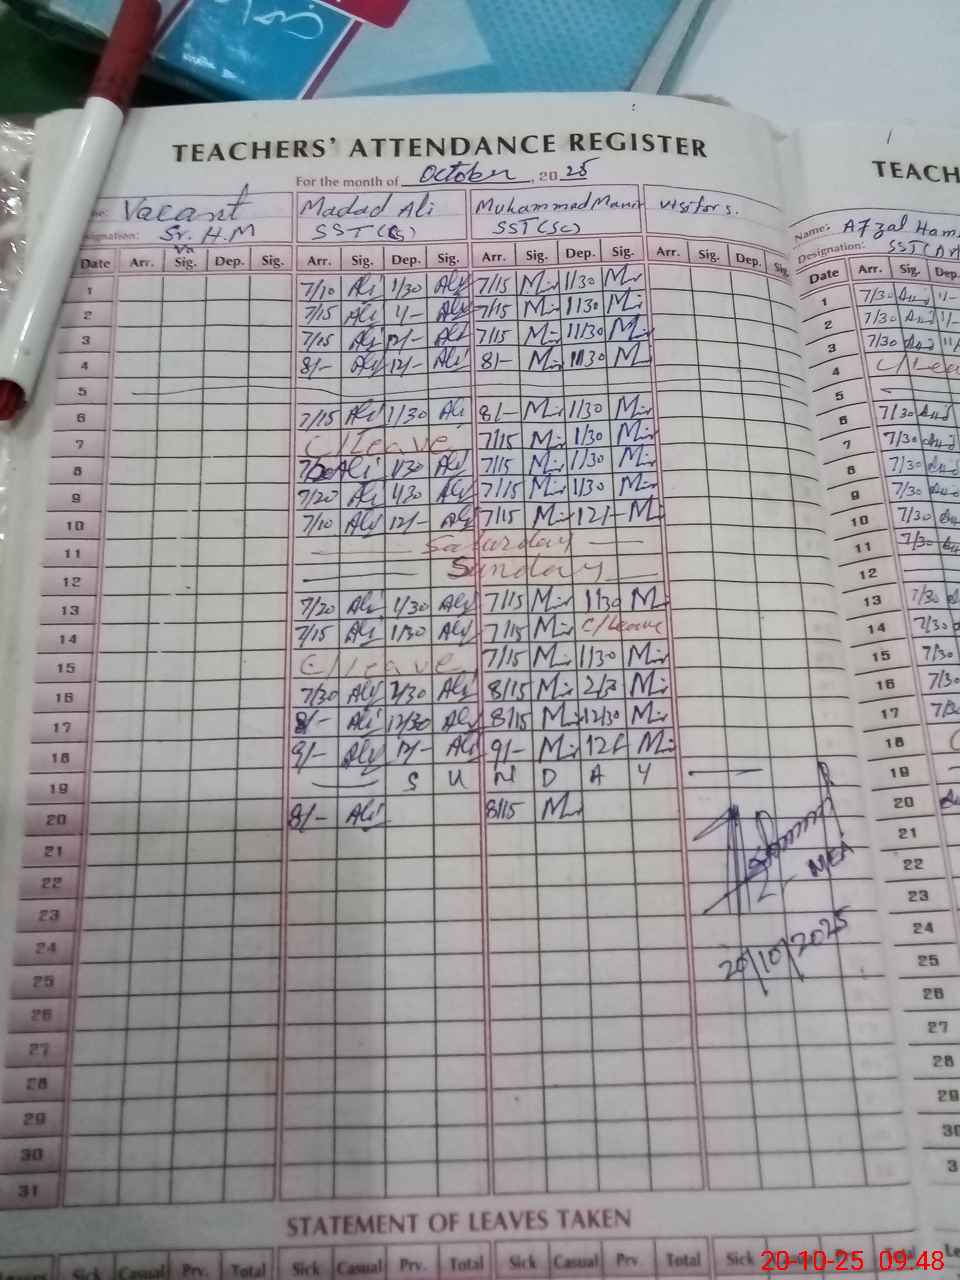 TEACHERS' ATTENDANCE REGISTER
For the month of October, 2025
Vacant Madad Ali Muhammad Munir visitors.
Designation: Sr. H.M SST(G) SST(SC)
Date Arr. Sig. Dep. Sig. Arr. Sig. Dep. Sig. Arr. Sig. Dep. Sig. Arr. Sig. Dep. Sig.
1 7/10 Ali 1/30 Ali 7/15 1/30
2 7/15 Ali Ali 7/15 1130
3 7/15 Ali 12/- Ali 7/15 11/30
4 8/- Ali 12/- Ali 8/- 1130
5
6 7/15 Ali 1/30 Ali 8/- 1/30
7 C/Leave 7/15 1/30
8 Ali 1/30 Ali 7/15 1/30
9 7/20 Ali 1/30 Ali 7/15 1/30
10 7/10 Ali 12/- Ali 7/15 12/-
11 Saturday
12 Sunday
13 7/20 Ali 1/30 Ali 7/15 1/30
14 7/15 Ali 1/30 Ali 7/15 C/Leave
15 C/Leave 7/15 1/30
16 7/30 Ali Ali 8/15 2/3
17 8/- Ali 12/30 Ali 8/15 12/30
18 9/- Ali 12/- Ali 9/-
19 S U N D A Y
20 8/- Ali 8/15
21
22 MEA
23
24
25 20/10/2025
26
27
28
29
30
31
STATEMENT OF LEAVES TAKEN
Sick Casual Prv. Total Sick Casual Prv. Total Sick Casual Prv. Total Sick Casual Prv. Total
TEACH
Name: Afzal Ham
Designation: SST(
Date Arr. Sig. Dep.
1 7/30
2 7/30
3 7/30
4 C/Lea
5
6 7/30
7 7/30
8 7/30
9 7/30
10 7/30
11 7/30
12
13 7/30
14 7/30
15 7/30
16 7/30
17
18
19
20
21
22
23
24
25
26
27
28
29
30
3
20-10-25 09:48